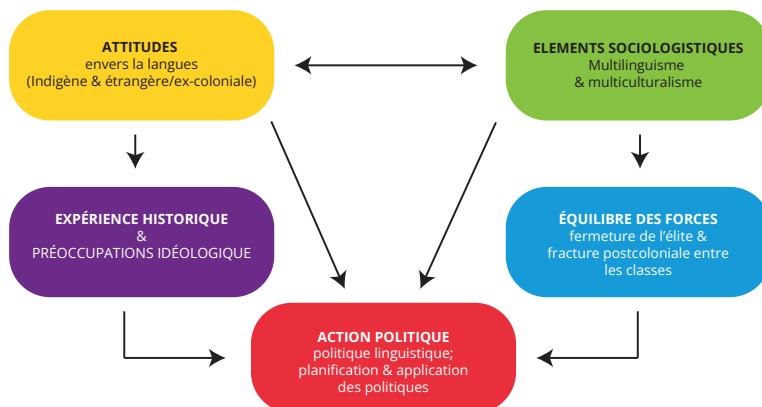 ATTITUDES
envers la langues
(Indigène & étrangère/ex-coloniale)
ELEMENTS SOCIOLOGISTIQUES
Multilinguisme
& multiculturalisme
EXPÉRIENCE HISTORIQUE
&
PRÉOCCUPATIONS IDÉOLOGIQUE
ÉQUILIBRE DES FORCES
fermeture de l’élite &
fracture postcoloniale entre
les classes
ACTION POLITIQUE
politique linguistique;
planification & application
des politiques